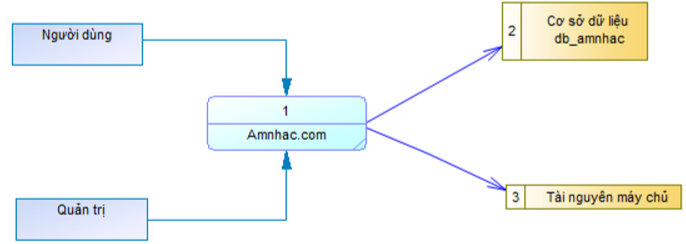 Người dùng
2
Cơ sở dữ liệu
db_amnhac
1
Amnhac.com
3
Tài nguyên máy chủ
Quản trị